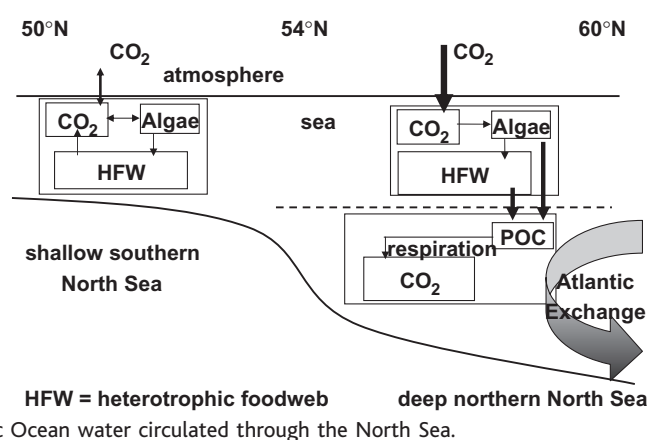 50°N 54°N 60°N
CO2 CO2
atmosphere
CO2 Algae sea CO2 Algae
HFW HFW
POC
respiration
shallow southern
North Sea
CO2
Atlantic
Exchange
HFW = heterotrophic foodweb deep northern North Sea
Ocean water circulated through the North Sea.